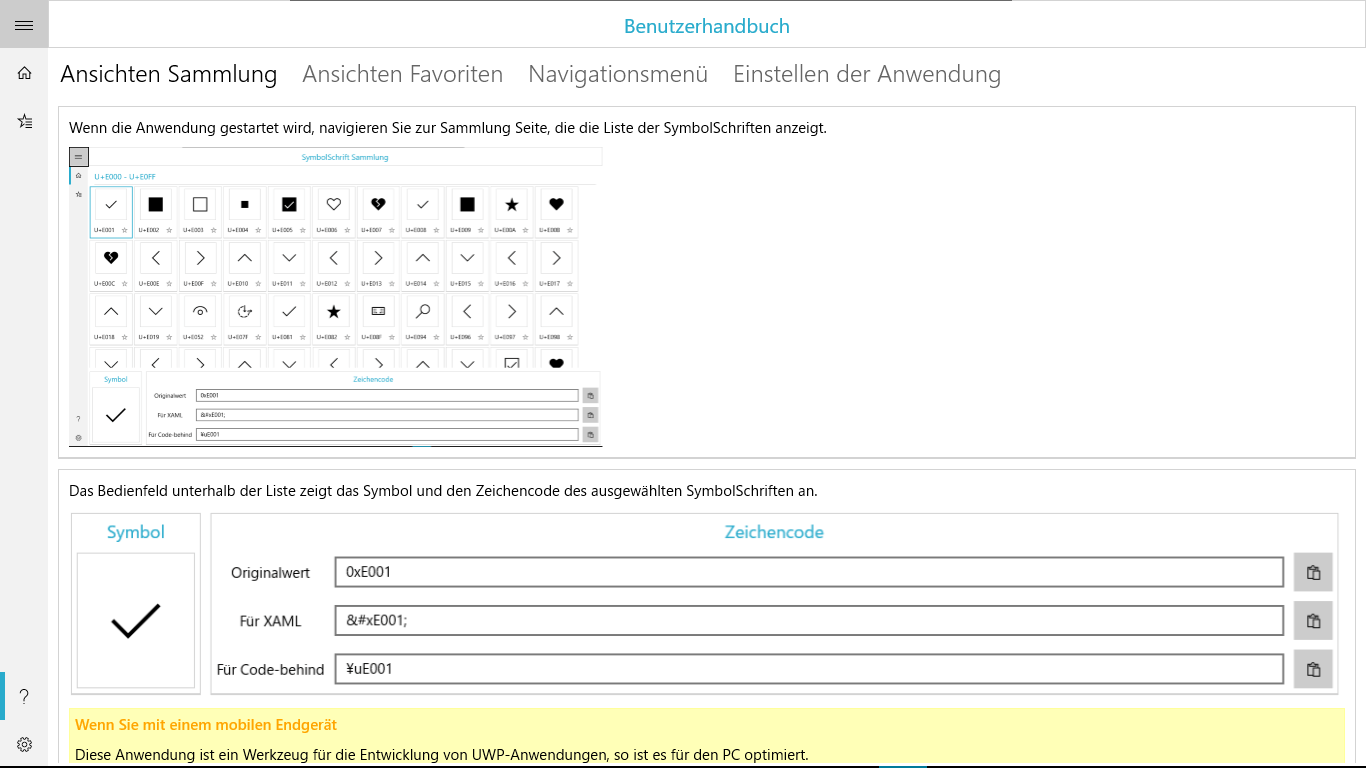 Benutzerhandbuch
Ansichten Sammlung Ansichten Favoriten Navigationsmenü Einstellen der Anwendung
Wenn die Anwendung gestartet wird, navigieren Sie zur Sammlung Seite, die die Liste der SymbolSchriften anzeigt.
SymbolSchrift Sammlung
U+E000 - U+E0FF
U+E001 U+E002 U+E003 U+E004 U+E005 U+E006 U+E007 U+E008 U+E009 U+E00A U+E00B
U+E00C U+E00E U+E00F U+E010 U+E011 U+E012 U+E013 U+E014 U+E015 U+E016 U+E017
U+E018 U+E019 U+E052 U+E07F U+E081 U+E082 U+E08F U+E094 U+E096 U+E097 U+E098
Symbol Zeichencode
Originalwert 0xE001
Für XAML &#xE001;
Für Code-behind ¥uE001
Das Bedienfeld unterhalb der Liste zeigt das Symbol und den Zeichencode des ausgewählten SymbolSchriften an.
Symbol Zeichencode
Originalwert 0xE001
Für XAML &#xE001;
Für Code-behind ¥uE001
Wenn Sie mit einem mobilen Endgerät
Diese Anwendung ist ein Werkzeug für die Entwicklung von UWP-Anwendungen, so ist es für den PC optimiert.